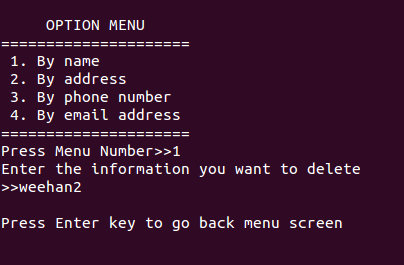 OPTION MENU
=====================
1. By name
2. By address
3. By phone number
4. By email address
=====================
Press Menu Number>>1
Enter the information you want to delete
>>weehan2
Press Enter key to go back menu screen